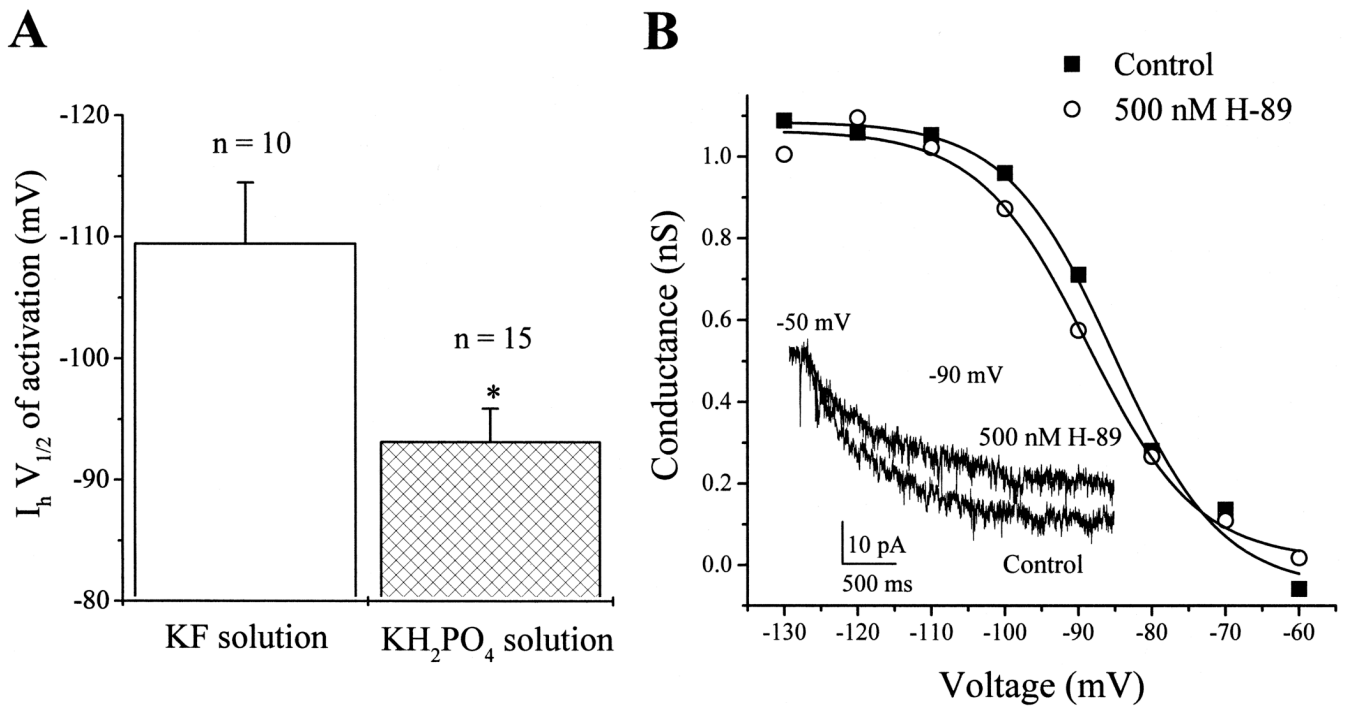 A
I_h V_1/2 of activation (mV)
-120
-110
-100
-90
-80
n = 10
n = 15
*
KF solution
KH₂PO₄ solution
B
Control
500 nM H-89
Conductance (nS)
1.0
0.8
0.6
0.4
0.2
0.0
-50 mV
-90 mV
500 nM H-89
10 pA
500 ms
Control
-130 -120 -110 -100 -90 -80 -70 -60
Voltage (mV)